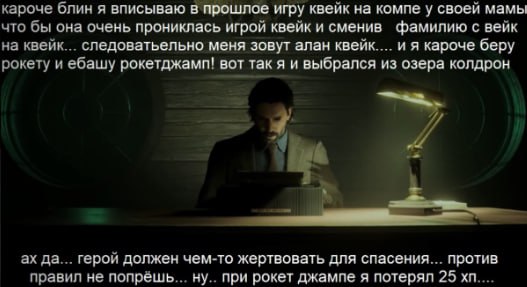 кароче блин я вписываю в прошлое игру квейк на компе у своей мамы
что бы она очень прониклась игрой квейк и сменив фамилию с вейк
на квейк... следоватьельно меня зовут алан квейк.... и я кароче беру
рокету и ебашу рокетджамп! вот так я и выбрался из озера колдрон
ах да... герой должен чем-то жертвовать для спасения... против
правил не попрёшь... ну.. при рокет джампе я потерял 25 хп....